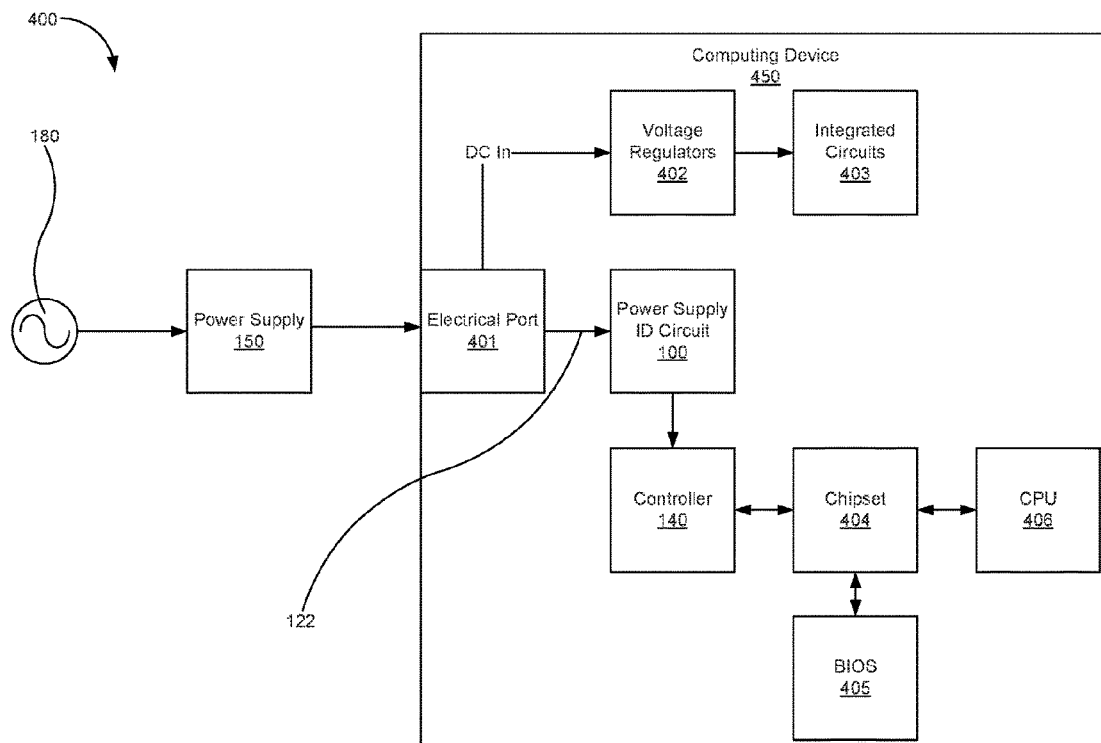 400
Computing Device
450
180
Voltage
Regulators
402
Integrated
Circuits
403
DC In
Power Supply
150
Electrical Port
401
Power Supply
ID Circuit
100
Controller
140
Chipset
404
CPU
406
122
BIOS
405